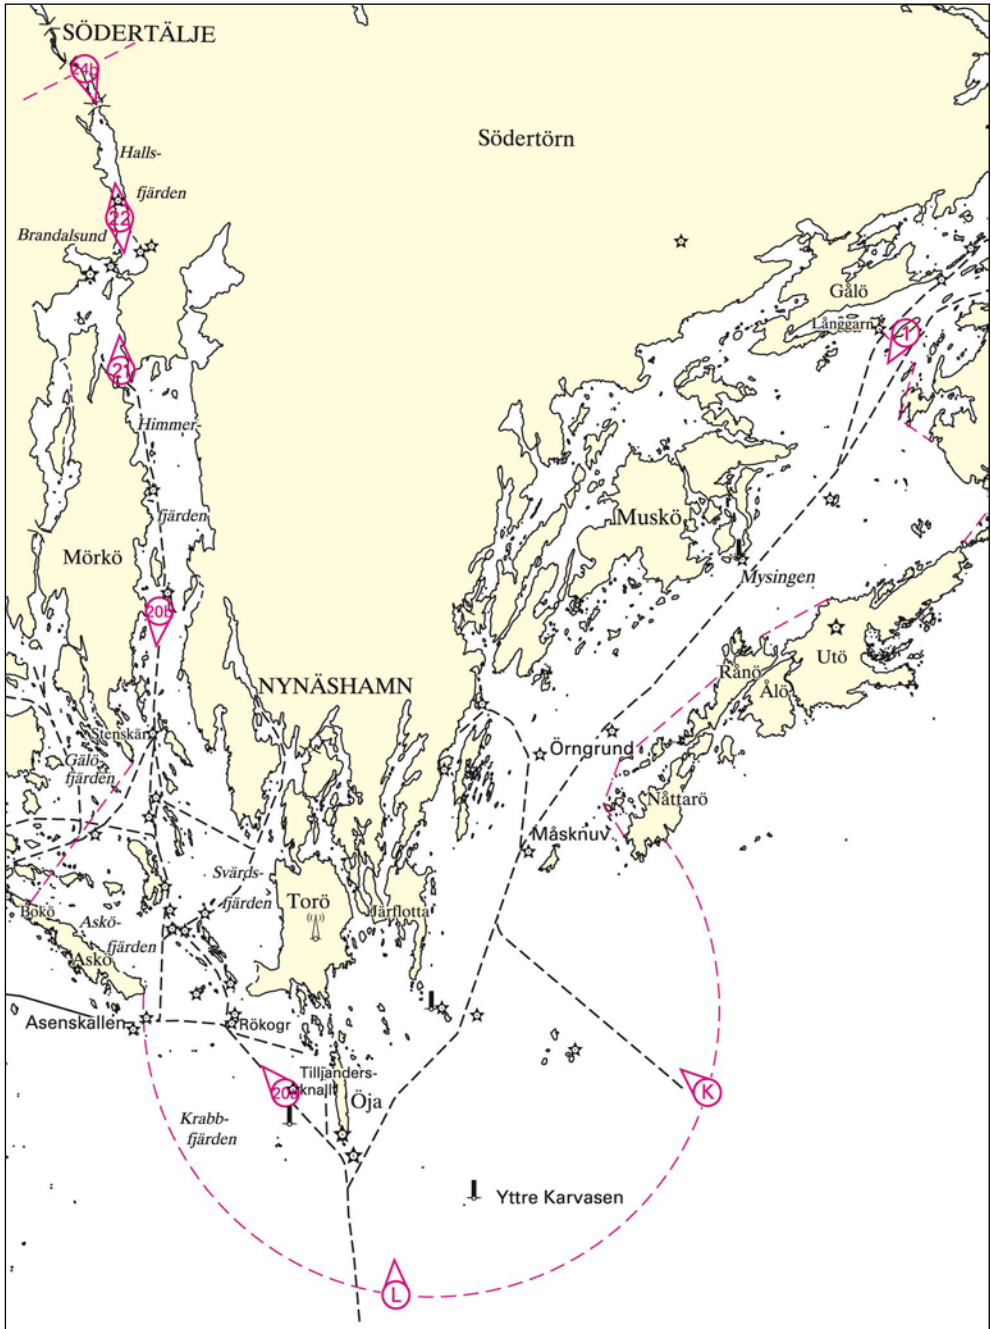 SÖDERTÄLJE
24b
Södertörn
Halls-
fjärden
22
Brandalsund
Gålö
Långgarn
1
21
Himmer-
fjärden
Muskö
Mörkö
Mysingen
20b
Utö
Rånö
Ålö
NYNÄSHAMN
Stenskär
Örngrund
Gälö-
fjärden
Nåttarö
Måsknuv
Svärds-
fjärden
Torö
Järflotta
Bokö
Askö-
fjärden
Askö
Asenskallen
Rökogr
Tilljanders-
knall
20a
Öja
K
Krabb-
fjärden
Yttre Karvasen
L